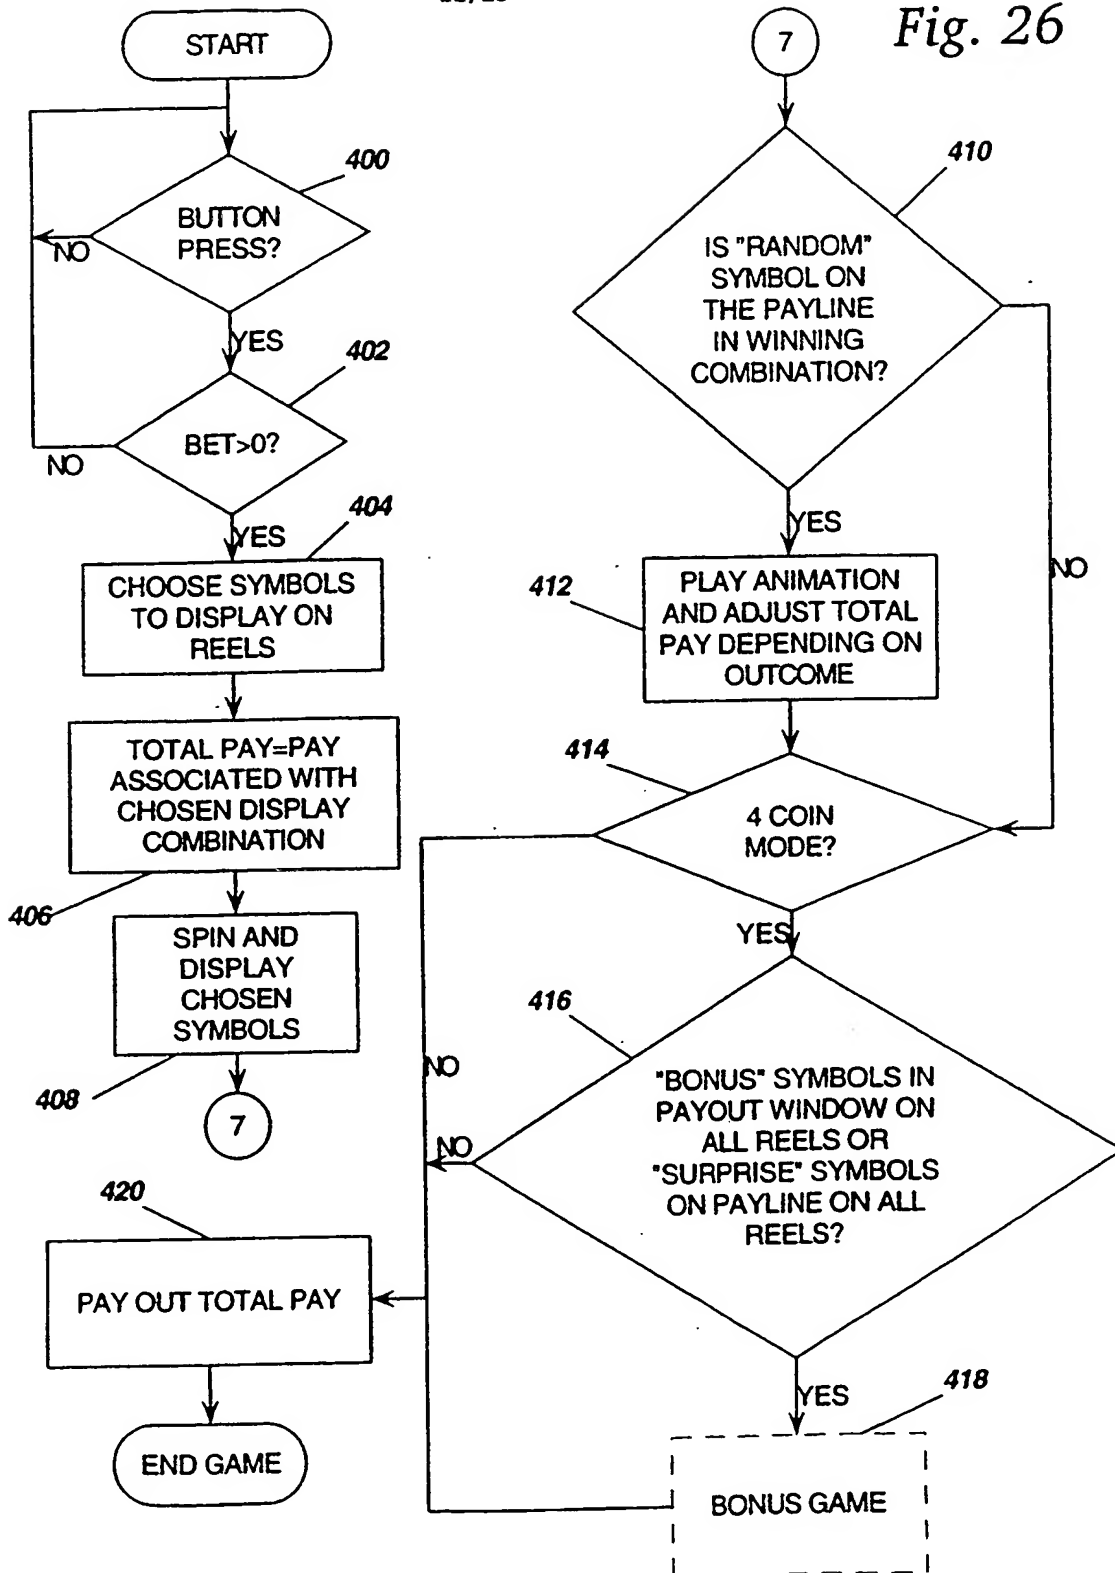 Fig. 26
START
400
BUTTON
PRESS?
NO
YES
402
BET>0?
NO
YES
404
CHOOSE SYMBOLS
TO DISPLAY ON
REELS
TOTAL PAY=PAY
ASSOCIATED WITH
CHOSEN DISPLAY
COMBINATION
406
SPIN AND
DISPLAY
CHOSEN
SYMBOLS
408
7
7
410
IS "RANDOM"
SYMBOL ON
THE PAYLINE
IN WINNING
COMBINATION?
YES
NO
412
PLAY ANIMATION
AND ADJUST TOTAL
PAY DEPENDING ON
OUTCOME
414
4 COIN
MODE?
YES
NO
416
"BONUS" SYMBOLS IN
PAYOUT WINDOW ON
ALL REELS OR
"SURPRISE" SYMBOLS
ON PAYLINE ON ALL
REELS?
NO
YES
418
BONUS GAME
420
PAY OUT TOTAL PAY
END GAME